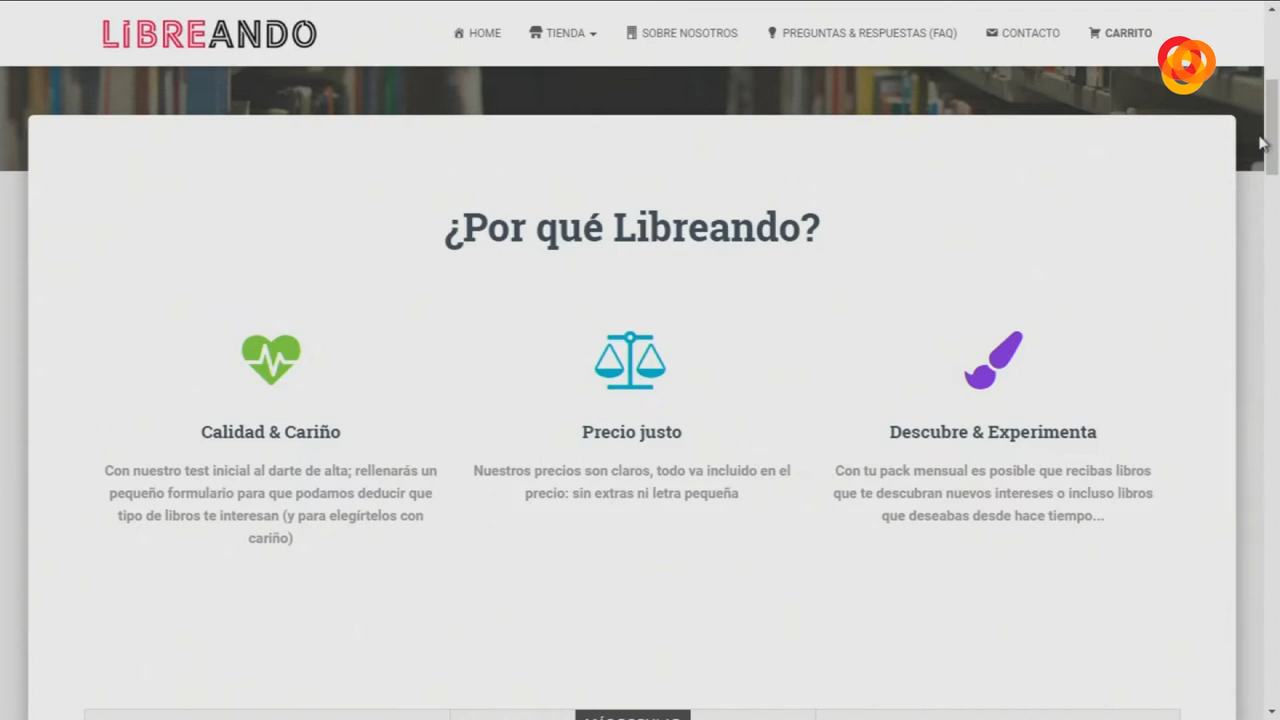 LiBREANDO
HOME TIENDA SOBRE NOSOTROS PREGUNTAS & RESPUESTAS (FAQ) CONTACTO CARRITO
¿Por qué Libreando?
Calidad & Cariño
Con nuestro test inicial al darte de alta; rellenarás un
pequeño formulario para que podamos deducir que
tipo de libros te interesan (y para elegírtelos con
cariño)
Precio justo
Nuestros precios son claros, todo va incluido en el
precio: sin extras ni letra pequeña
Descubre & Experimenta
Con tu pack mensual es posible que recibas libros
que te descubran nuevos intereses o incluso libros
que deseabas desde hace tiempo...